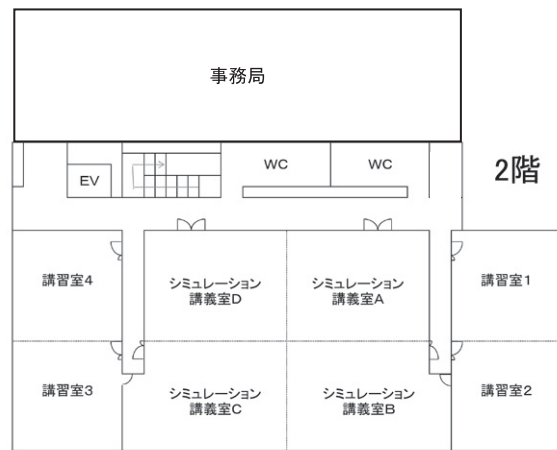 事務局
WC
WC
EV
2階
講習室4
シミュレーション
講義室D
シミュレーション
講義室A
講習室1
講習室3
シミュレーション
講義室C
シミュレーション
講義室B
講習室2